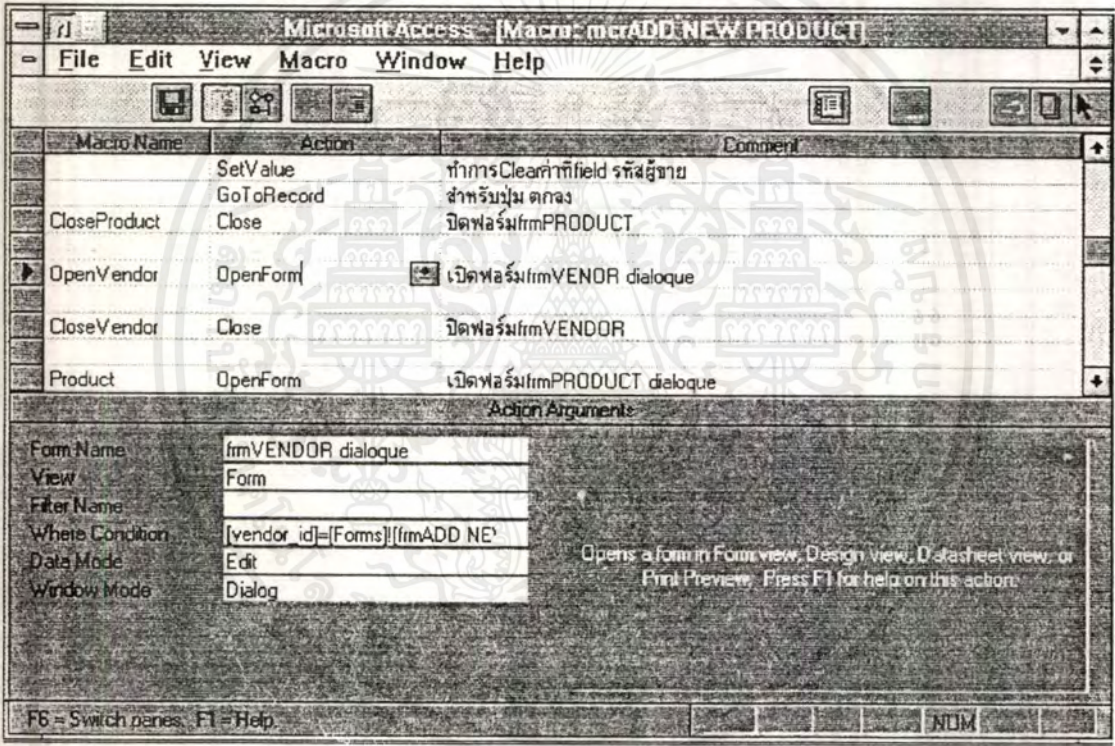 Microsoft Access - [Macro: mcrADD NEW PRODUCT]
File Edit View Macro Window Help
Macro Name Action Comment
SetValue ทำการClearค่าที่field รหัสผู้ขาย
GoToRecord สำหรับปุ่ม ตกลง
CloseProduct Close ปิดฟอร์มfrmPRODUCT
OpenVendor OpenForm เปิดฟอร์มfrmVENOR dialoque
CloseVendor Close ปิดฟอร์มfrmVENDOR
Product OpenForm เปิดฟอร์มfrmPRODUCT dialoque
Action Arguments
Form Name frmVENDOR dialoque
View Form
Filter Name
Where Condition [vendor_id]=[Forms]![frmADD NE
Data Mode Edit
Window Mode Dialog
Opens a form in Form view, Design view, Datasheet view, or
Print Preview. Press F1 for help on this action.
F6 = Switch panes. F1 = Help. NUM